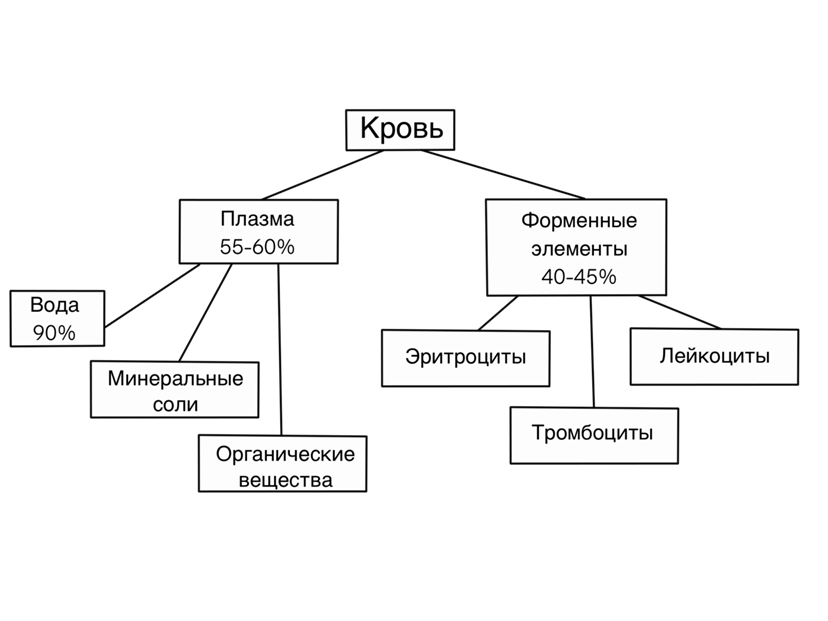 Кровь
Плазма
55-60%
Форменные
элементы
40-45%
Вода
90%
Минеральные
соли
Органические
вещества
Эритроциты
Тромбоциты
Лейкоциты